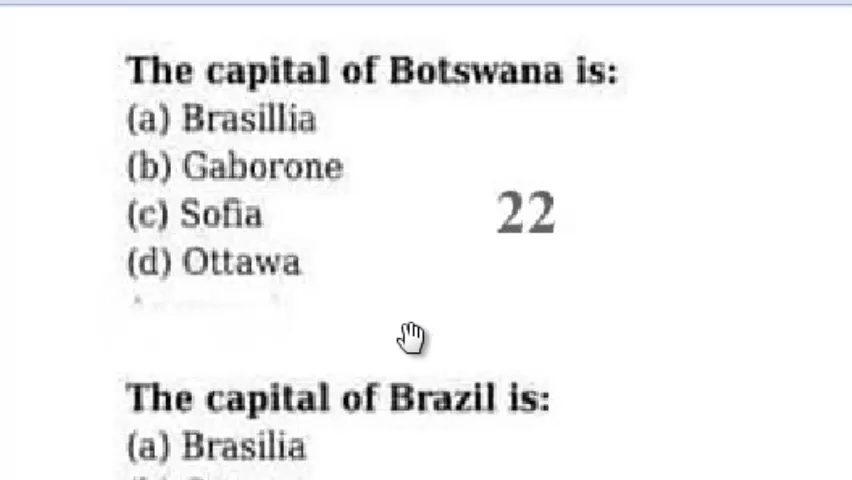 The capital of Botswana is:
(a) Brasillia
(b) Gaborone
(c) Sofia
22
(d) Ottawa
The capital of Brazil is:
(a) Brasilia